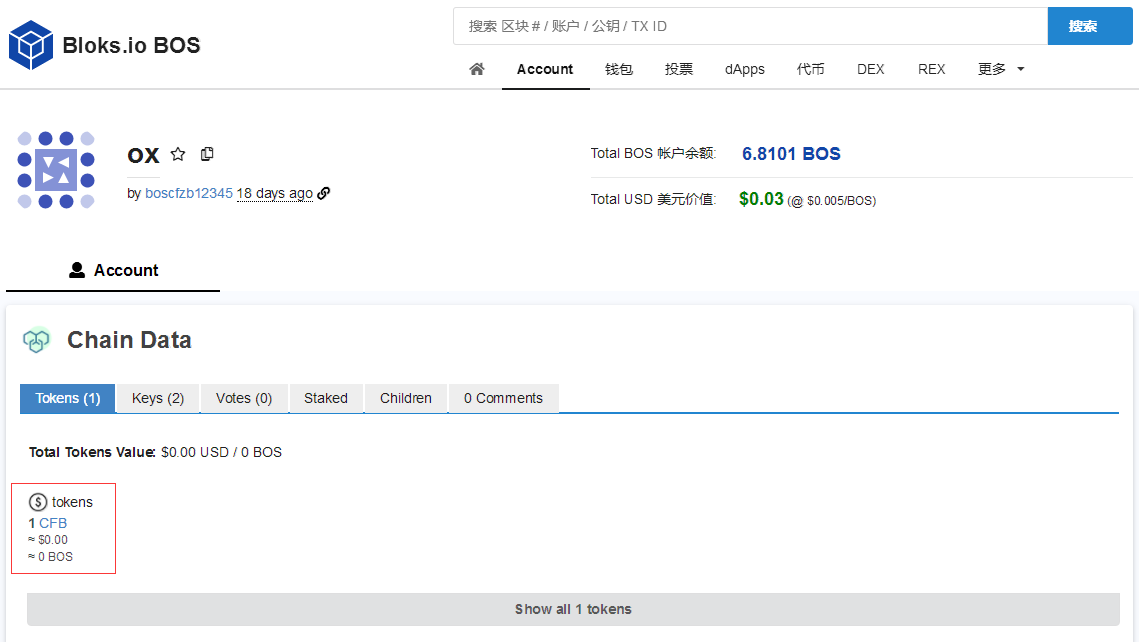 Bloks.io BOS
搜索 区块 # / 账户 / 公钥 / TX ID
搜索
Account 钱包 投票 dApps 代币 DEX REX 更多
ox
by boscfzb12345 18 days ago
Total BOS 帐户余额: 6.8101 BOS
Total USD 美元价值: $0.03 (@ $0.005/BOS)
Account
Chain Data
Tokens (1) Keys (2) Votes (0) Staked Children 0 Comments
Total Tokens Value: $0.00 USD / 0 BOS
tokens
1 CFB
≈ $0.00
≈ 0 BOS
Show all 1 tokens